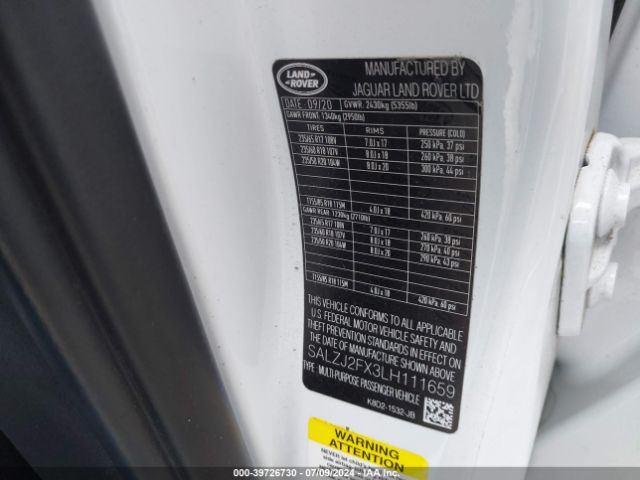 LAND ROVER
MANUFACTURED BY
JAGUAR LAND ROVER LTD
DATE 09/20 GVWR. 2430kg (5355lb)
GAWR FRONT. 1340kg (2950lb)
TIRES RIMS PRESSURE (COLD)
235/65 R17 108V 7.0J x 17 250 kPa, 37 psi
235/60 R18 107V 8.0J x 18 260 kPa, 38 psi
235/50 R20 104W 8.0J x 20 300 kPa, 44 psi
T155/85 R18 115M 4.0J x 18 420 kPa, 60 psi
GAWR REAR. 1230kg (2710lb)
235/65 R17 108V 7.0J x 17 260 kPa, 38 psi
235/60 R18 107V 8.0J x 18 270 kPa, 40 psi
235/50 R20 104W 8.0J x 20 290 kPa, 43 psi
T155/85 R18 115M 4.0J x 18 420 kPa, 60 psi
THIS VEHICLE CONFORMS TO ALL APPLICABLE
U.S. FEDERAL MOTOR VEHICLE SAFETY AND
THEFT PREVENTION STANDARDS IN EFFECT ON
THE DATE OF MANUFACTURE SHOWN ABOVE.
SALZJ2FX3LH111659
TYPE: MULTI-PURPOSE PASSENGER VEHICLE
K8D2-1532-JB
WARNING
ATTENTION
NEVER
000-39726730 - 07/09/2024 - IAAI.COM